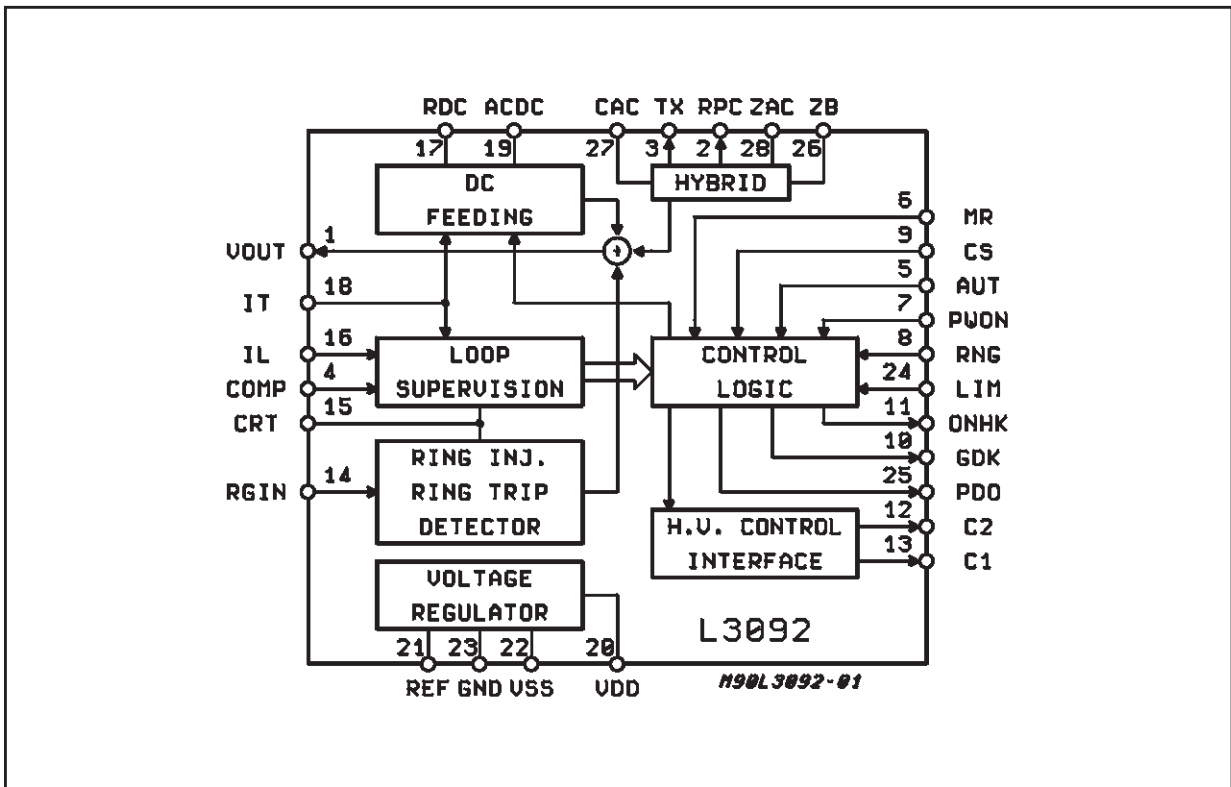 RDC ACDC CAC TX RPC ZAC ZB
17 19 27 3 2 28 26
DC
FEEDING
HYBRID
6 MR
1
VOUT
9 CS
5 AUT
18
IT
7 PWON
16
IL
LOOP
SUPERVISION
CONTROL
LOGIC
8 RNG
4
COMP
24 LIM
15
CRT
11 ONHK
10 GDK
14
RGIN
RING INJ.
RING TRIP
DETECTOR
25 PDO
H.V. CONTROL
INTERFACE
12 C2
13 C1
VOLTAGE
REGULATOR
L3092
21 23 22 20
REF GND VSS VDD
M90L3092-01